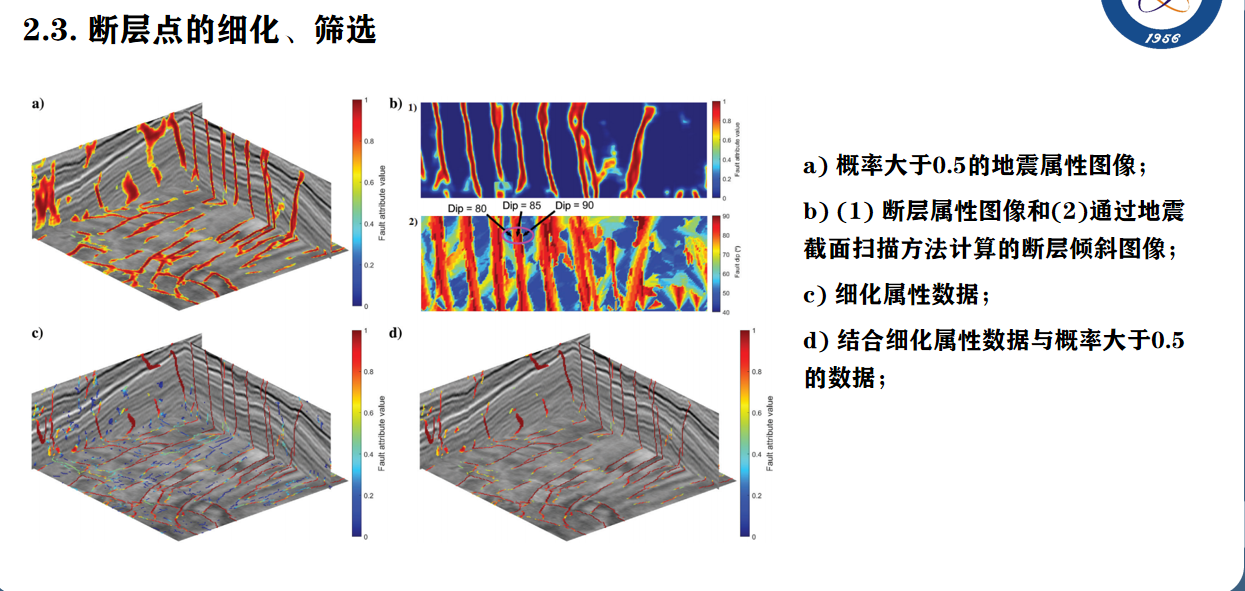 2.3. 断层点的细化、筛选
1956
a)
1
0.8
0.6
0.4
0.2
0
Fault attribute value
b) 1)
1
0.8
0.6
0.4
0.2
0
Fault attribute value
Dip = 80
Dip = 85
Dip = 90
2)
90
80
70
60
50
40
Fault dip (°)
c)
1
0.8
0.6
0.4
0.2
0
Fault attribute value
d)
1
0.8
0.6
0.4
0.2
0
Fault attribute value
a) 概率大于0.5的地震属性图像；
b) (1) 断层属性图像和(2)通过地震
截面扫描方法计算的断层倾斜图像；
c) 细化属性数据；
d) 结合细化属性数据与概率大于0.5
的数据；